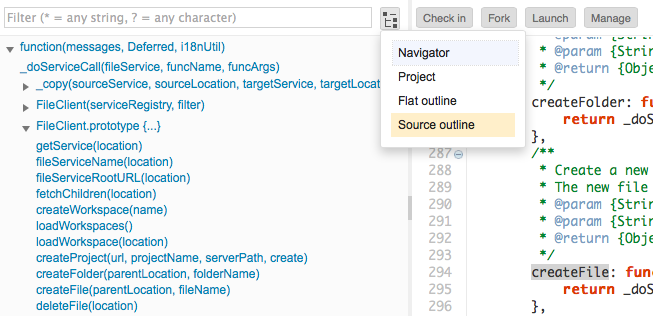 Filter (* = any string, ? = any character)
Check in
Fork
Launch
Manage
function(messages, Deferred, i18nUtil)
_doServiceCall(fileService, funcName, funcArgs)
_copy(sourceService, sourceLocation, targetService, targetLocat
FileClient(serviceRegistry, filter)
FileClient.prototype {...}
getService(location)
fileServiceName(location)
fileServiceRootURL(location)
fetchChildren(location)
createWorkspace(name)
loadWorkspaces()
loadWorkspace(location)
createProject(url, projectName, serverPath, create)
createFolder(parentLocation, folderName)
createFile(parentLocation, fileName)
deleteFile(location)
Navigator
Project
Flat outline
Source outline
* @param {Strin
* @param {Strin
* @return {Obje
*/
createFolder: fu
return _doS
},
287 /**
288 * Create a new
289 * The new file
290 * @param {Strin
291 * @param {Strin
292 * @return {Obje
293 */
294 createFile: func
295 return _doS
296 },